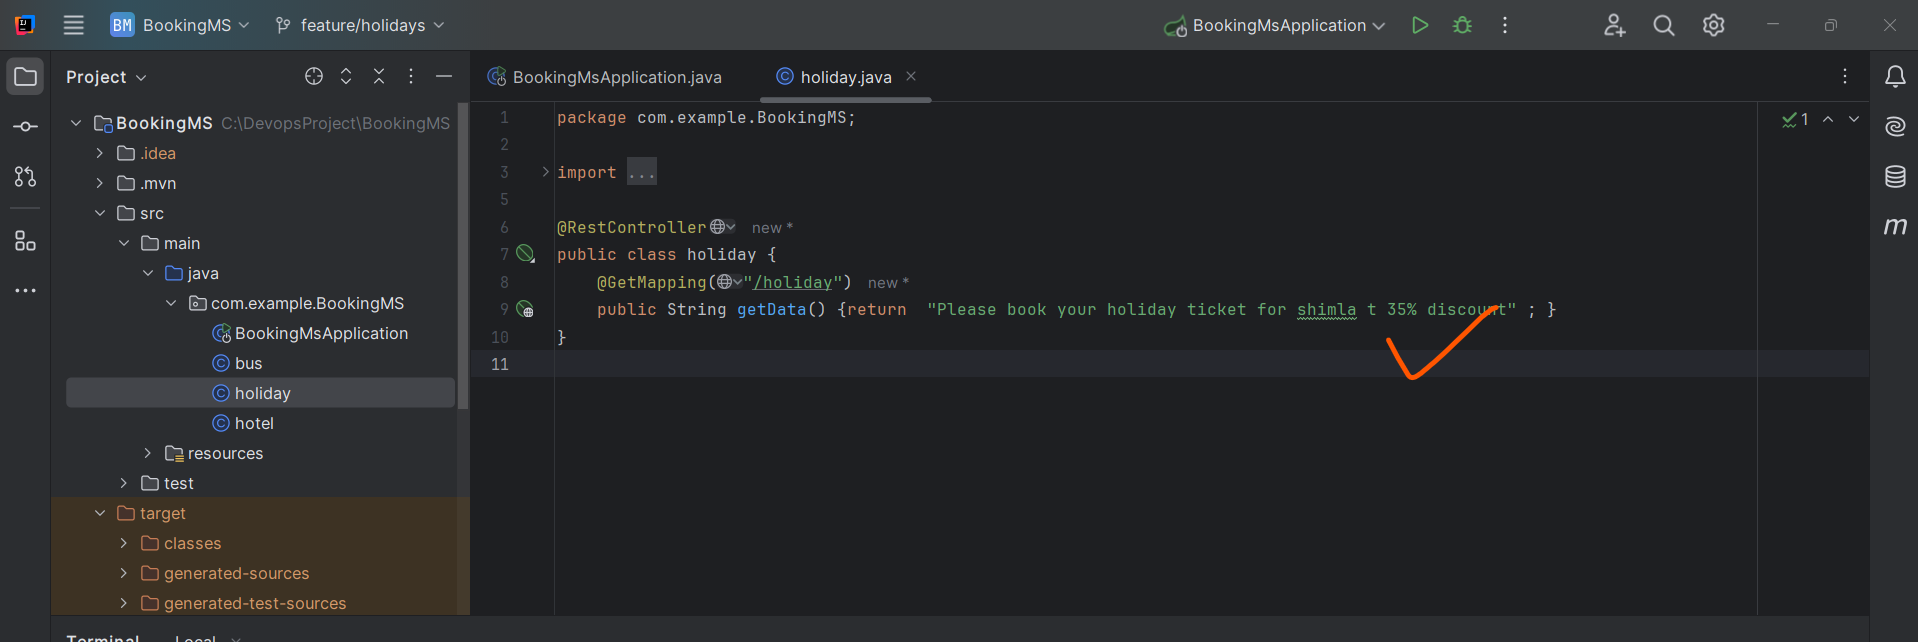 BM BookingMS feature/holidays BookingMsApplication
Project BookingMsApplication.java holiday.java
BookingMS C:\DevopsProject\BookingMS
.idea
.mvn
src
main
java
com.example.BookingMS
BookingMsApplication
bus
holiday
hotel
resources
test
target
classes
generated-sources
generated-test-sources
1 package com.example.BookingMS; 1
2
3 import ...
5
6 @RestController new *
7 public class holiday {
8 @GetMapping("/holiday") new *
9 public String getData() {return "Please book your holiday ticket for shimla t 35% discount" ; }
10 }
11
m
Terminal Local